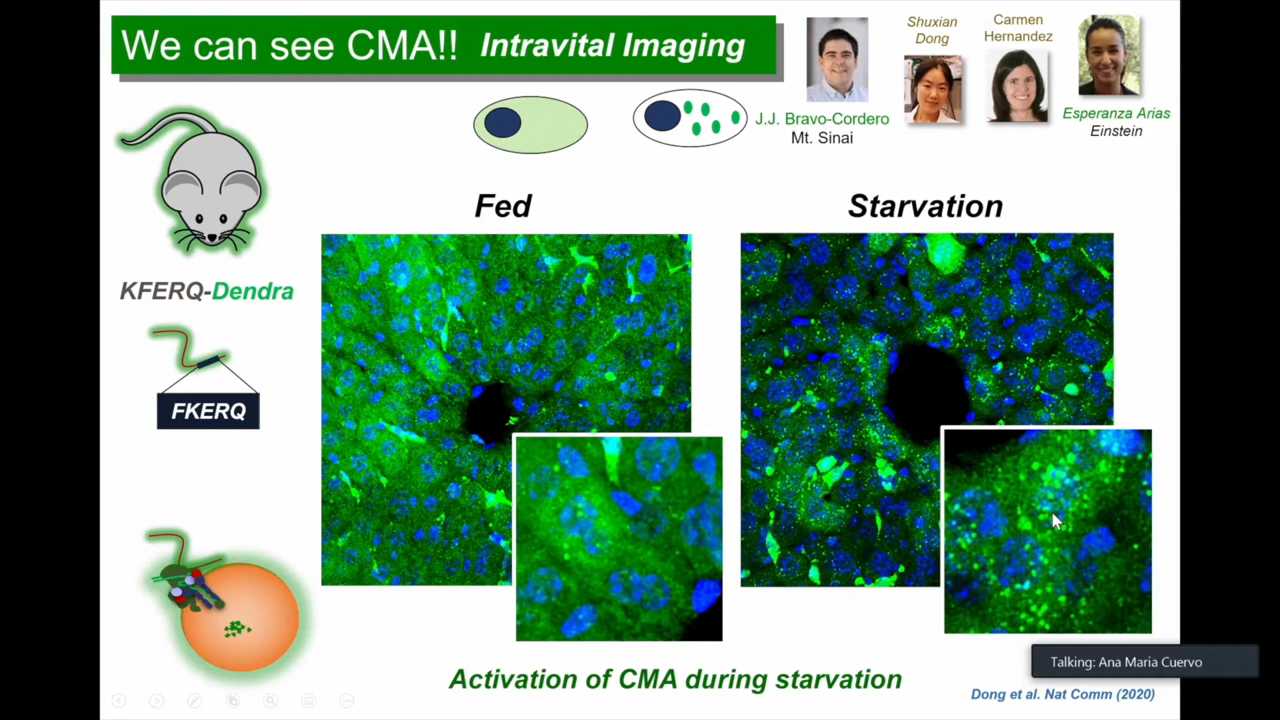 We can see CMA!! Intravital Imaging
J.J. Bravo-Cordero
Mt. Sinai
Shuxian
Dong
Carmen
Hernandez
Esperanza Arias
Einstein
KFERQ-Dendra
FKERQ
Fed
Starvation
Activation of CMA during starvation
Talking: Ana Maria Cuervo
Dong et al. Nat Comm (2020)